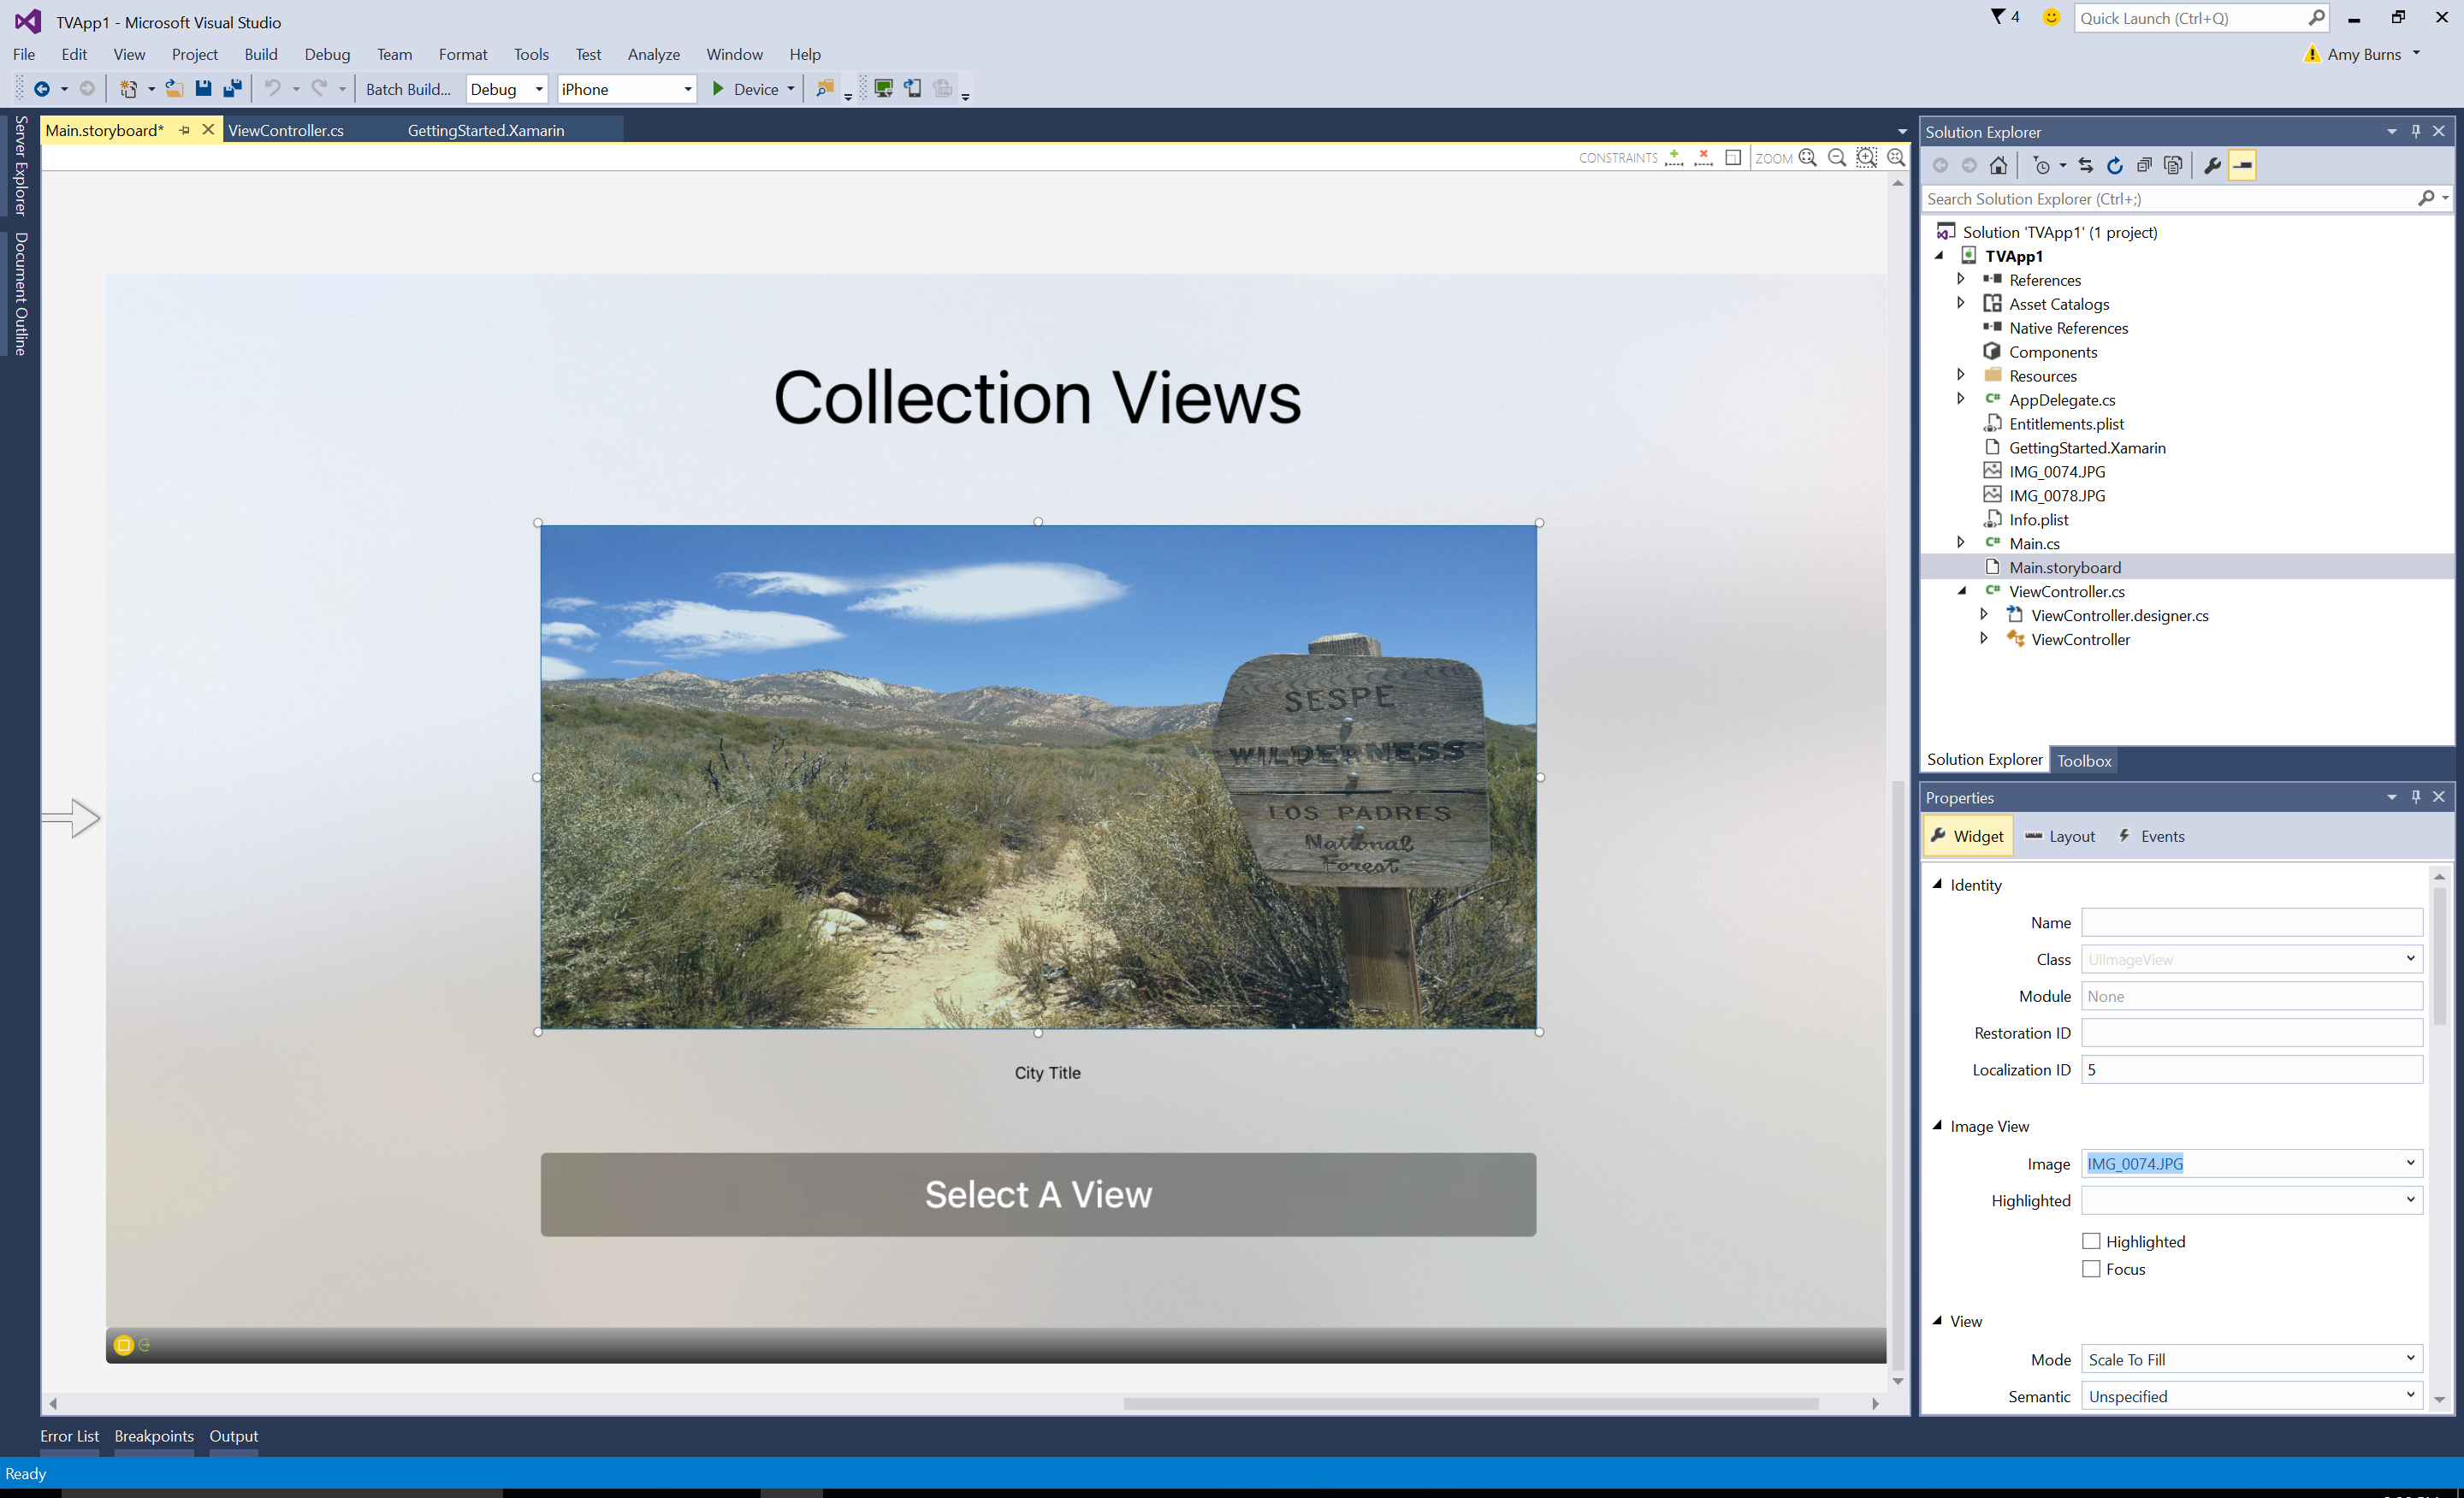 TVApp1 - Microsoft Visual Studio
4
Quick Launch (Ctrl+Q)
File Edit View Project Build Debug Team Format Tools Test Analyze Window Help
Amy Burns
Batch Build... Debug iPhone Device
Server Explorer
Document Outline
Main.storyboard* ViewController.cs GettingStarted.Xamarin
CONSTRAINTS ZOOM
Collection Views
SESPE
WILDERNESS
LOS PADRES
National
Forest
City Title
Select A View
Solution Explorer
Search Solution Explorer (Ctrl+;)
Solution 'TVApp1' (1 project)
TVApp1
References
Asset Catalogs
Native References
Components
Resources
C# AppDelegate.cs
Entitlements.plist
GettingStarted.Xamarin
IMG_0074.JPG
IMG_0078.JPG
Info.plist
C# Main.cs
Main.storyboard
C# ViewController.cs
ViewController.designer.cs
ViewController
Solution Explorer Toolbox
Properties
Widget Layout Events
Identity
Name
Class UIImageView
Module None
Restoration ID
Localization ID 5
Image View
Image IMG_0074.JPG
Highlighted
Highlighted
Focus
View
Mode Scale To Fill
Semantic Unspecified
Error List Breakpoints Output
Ready